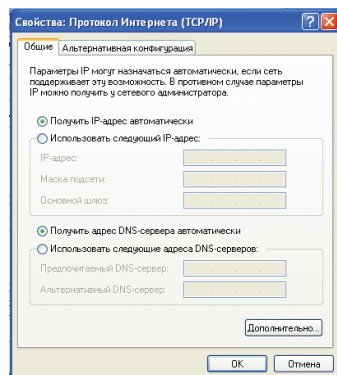 Свойства: Протокол Интернета (TCP/IP)
Общие
Альтернативная конфигурация
Параметры IP могут назначаться автоматически, если сеть
поддерживает эту возможность. В противном случае параметры
IP можно получить у сетевого администратора.
Получить IP-адрес автоматически
Использовать следующий IP-адрес:
IP-адрес:
Маска подсети:
Основной шлюз:
Получить адрес DNS-сервера автоматически
Использовать следующие адреса DNS-серверов:
Предпочитаемый DNS-сервер:
Альтернативный DNS-сервер:
Дополнительно...
OK
Отмена